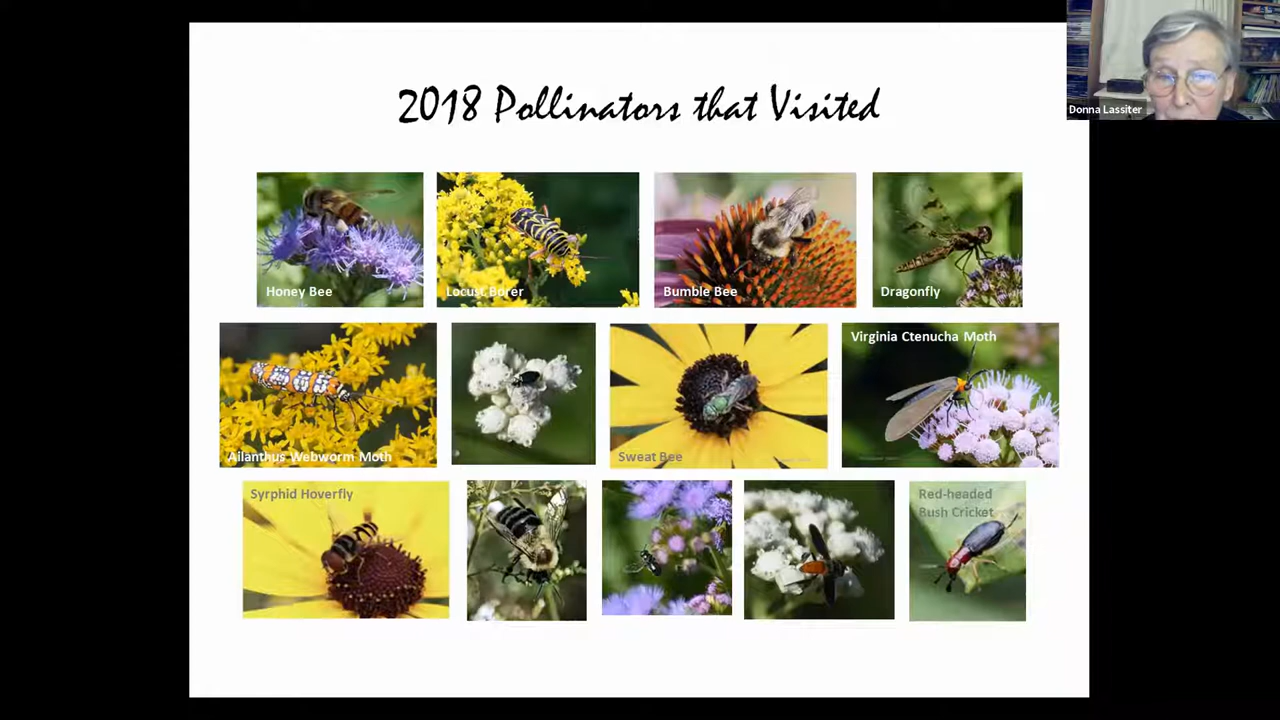 2018 Pollinators that Visited
Donna Lassiter
Honey Bee
Locust Borer
Bumble Bee
Dragonfly
Ailanthus Webworm Moth
Sweat Bee
Virginia Ctenucha Moth
Syrphid Hoverfly
Red-headed
Bush Cricket